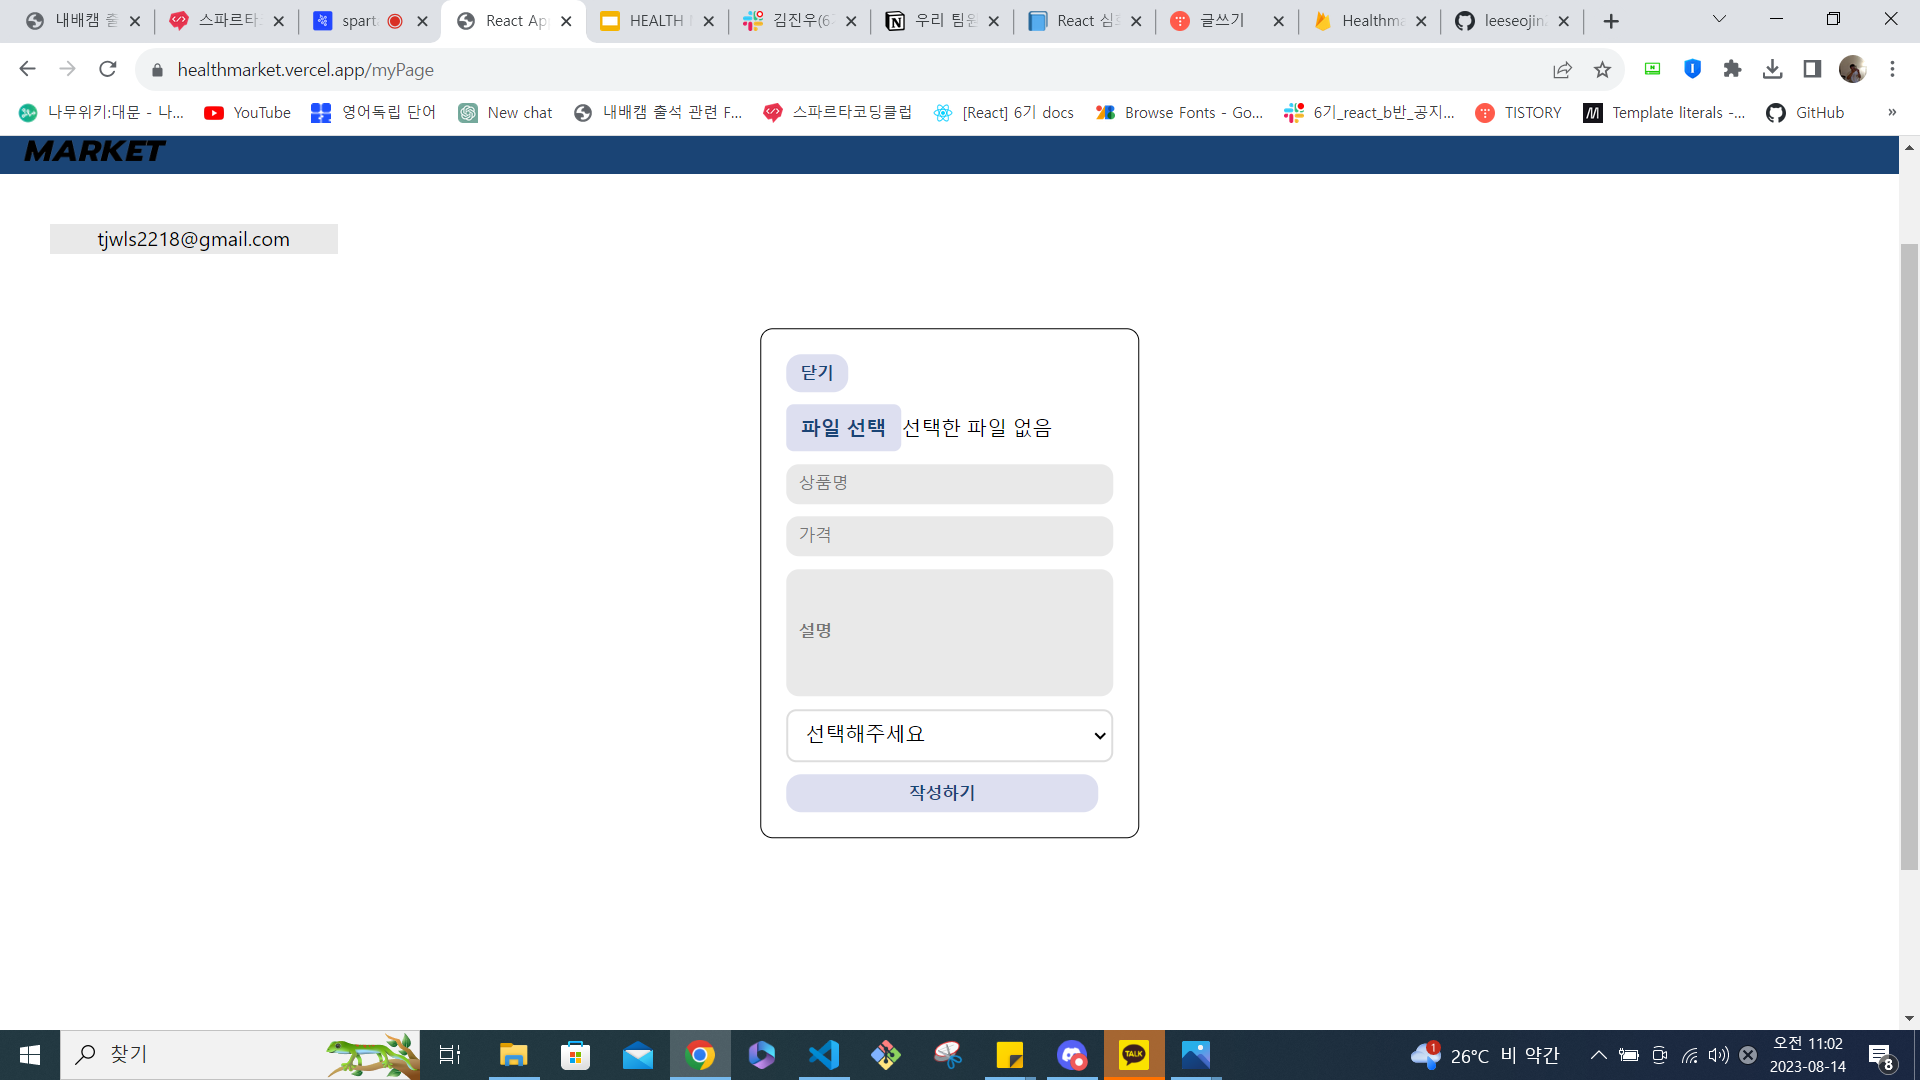 내배캠 출
스파르타
spart
React Ap
HEALTH
김진우(6
우리 팀원
React 심
글쓰기
Healthma
leeseojin
healthmarket.vercel.app/myPage
나무위키:대문 - 나...
YouTube
영어독립 단어
New chat
내배캠 출석 관련 F...
스파르타코딩클럽
[React] 6기 docs
Browse Fonts - Go...
6기_react_b반_공지...
TISTORY
Template literals -...
GitHub
»
MARKET
tjwls2218@gmail.com
닫기
파일 선택 선택한 파일 없음
상품명
가격
설명
선택해주세요
작성하기
찾기
TALK
1
26°C 비 약간
오전 11:02
2023-08-14
8